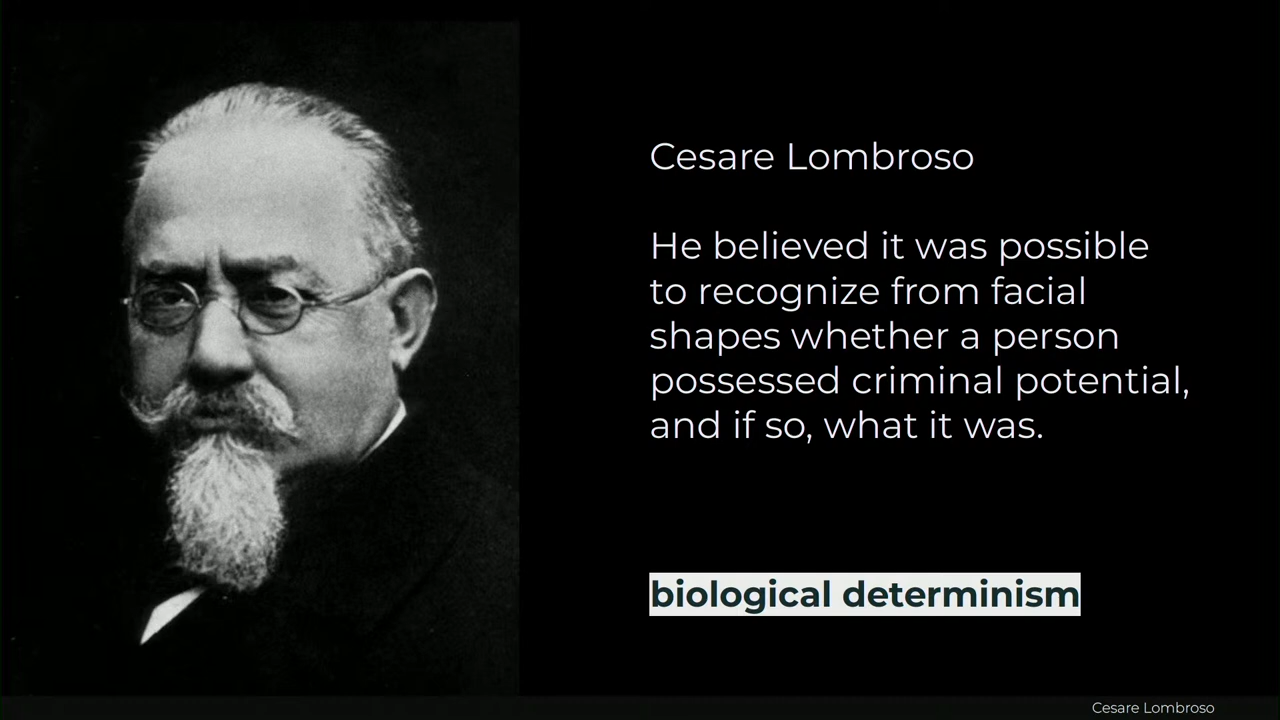 Cesare Lombroso
He believed it was possible
to recognize from facial
shapes whether a person
possessed criminal potential,
and if so, what it was.
biological determinism
Cesare Lombroso